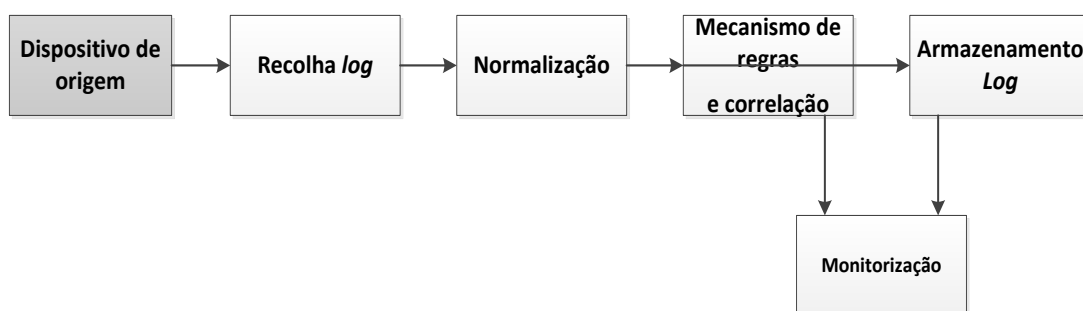 Dispositivo de
origem
Recolha log
Normalização
Mecanismo de
regras
e correlação
Armazenamento
Log
Monitorização